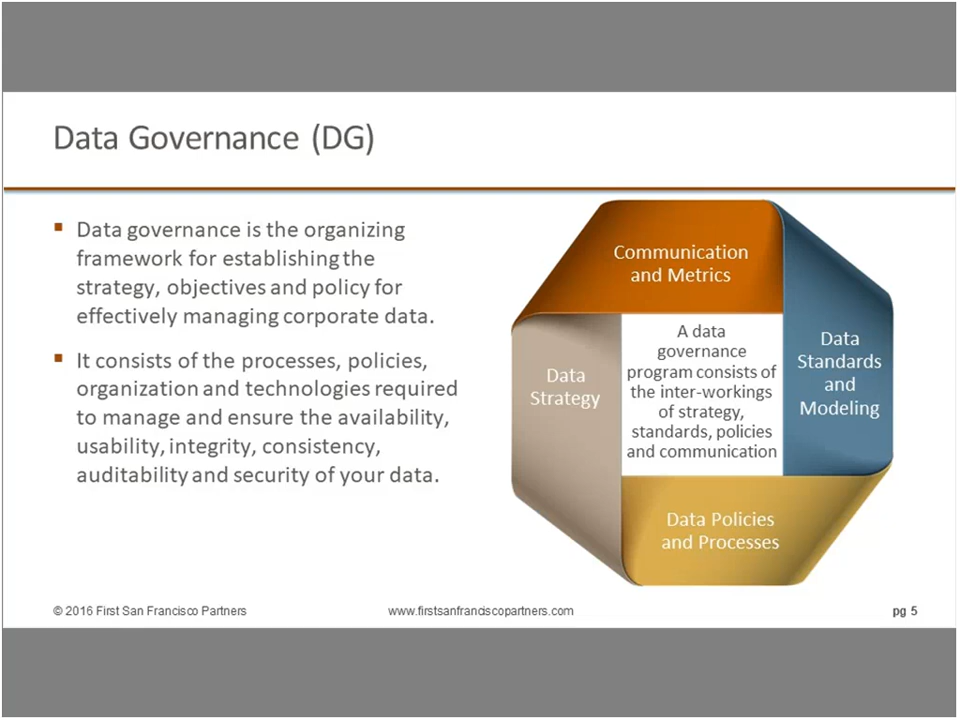 Data Governance (DG)
▪ Data governance is the organizing
framework for establishing the
strategy, objectives and policy for
effectively managing corporate data.
▪ It consists of the processes, policies,
organization and technologies required
to manage and ensure the availability,
usability, integrity, consistency,
auditability and security of your data.
Communication
and Metrics
Data
Strategy
A data
governance
program consists of
the inter-workings
of strategy,
standards, policies
and communication
Data
Standards
and
Modeling
Data Policies
and Processes
© 2016 First San Francisco Partners
www.firstsanfranciscopartners.com
pg 5